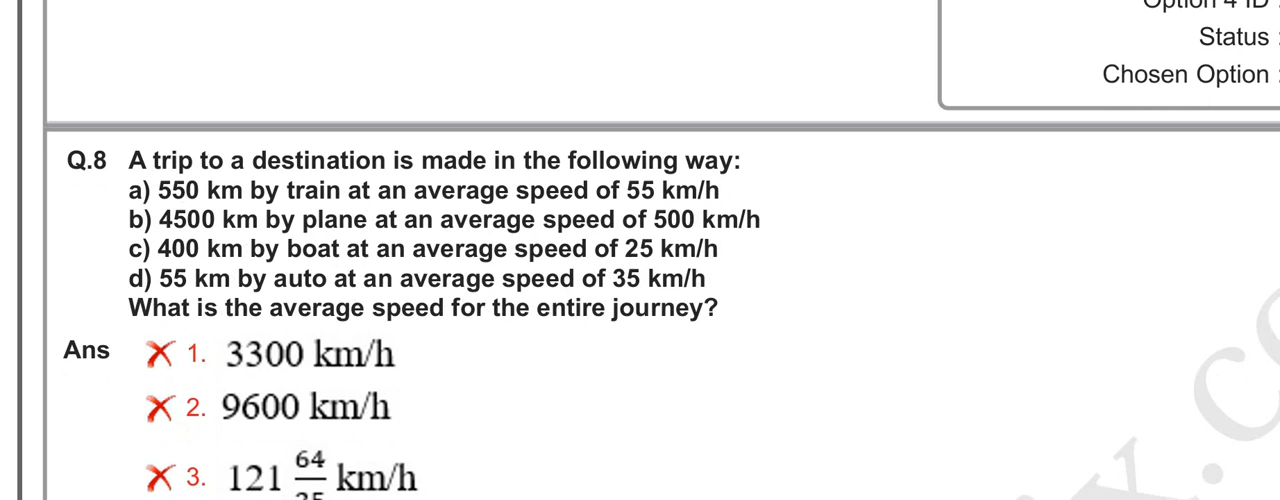 Option 4 ID :
Status :
Chosen Option :
Q.8 A trip to a destination is made in the following way:
a) 550 km by train at an average speed of 55 km/h
b) 4500 km by plane at an average speed of 500 km/h
c) 400 km by boat at an average speed of 25 km/h
d) 55 km by auto at an average speed of 35 km/h
What is the average speed for the entire journey?
Ans
1. 3300 km/h
2. 9600 km/h
3. 121 64/ km/h